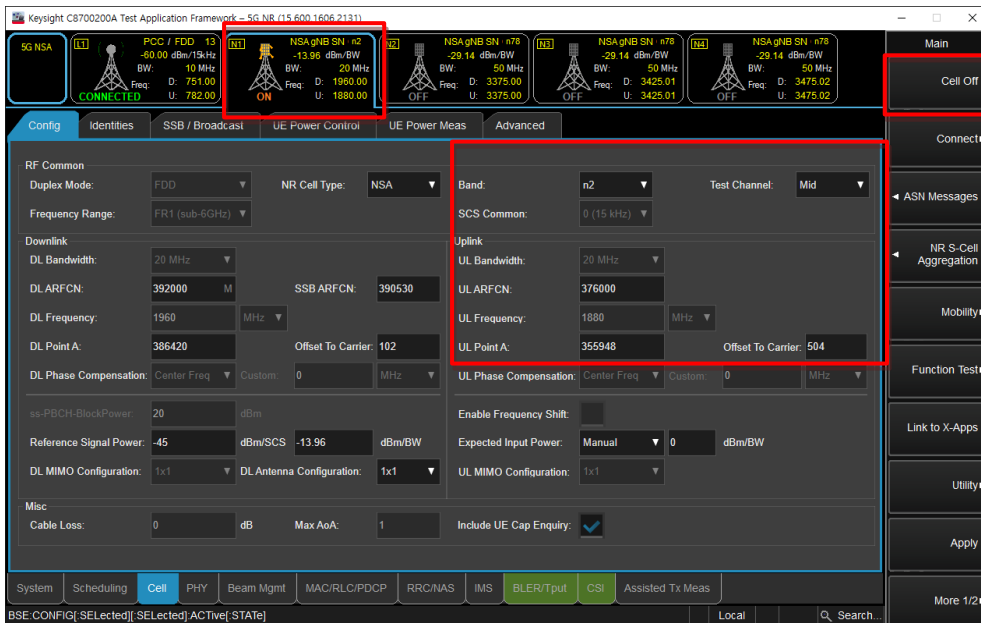 Keysight C8700200A Test Application Framework – 5G NR (15.600.1606.2131)
5G NSA
L1 PCC / FDD 13
-60.00 dBm/15kHz
BW: 10 MHz
Freq: D: 751.00
CONNECTED U: 782.00
N1 NSA gNB SN : n2
-13.96 dBm/BW
BW: 20 MHz
Freq: D: 1960.00
ON U: 1880.00
N2 NSA gNB SN : n78
-29.14 dBm/BW
BW: 50 MHz
Freq: D: 3375.00
OFF U: 3375.00
N3 NSA gNB SN : n78
-29.14 dBm/BW
BW: 50 MHz
Freq: D: 3425.01
OFF U: 3425.01
N4 NSA gNB SN : n78
-29.14 dBm/BW
BW: 50 MHz
Freq: D: 3475.02
OFF U: 3475.02
Main
Cell Off
Connect
ASN Messages
NR S-Cell
Aggregation
Mobility
Function Test
Link to X-Apps
Utility
Apply
More 1/2
Config Identities SSB / Broadcast UE Power Control UE Power Meas Advanced
RF Common
Duplex Mode: FDD NR Cell Type: NSA Band: n2 Test Channel: Mid
Frequency Range: FR1 (sub-6GHz) SCS Common: 0 (15 kHz)
Downlink Uplink
DL Bandwidth: 20 MHz UL Bandwidth: 20 MHz
DL ARFCN: 392000 M SSB ARFCN: 390530 UL ARFCN: 376000
DL Frequency: 1960 MHz UL Frequency: 1880 MHz
DL Point A: 386420 Offset To Carrier: 102 UL Point A: 355948 Offset To Carrier: 504
DL Phase Compensation: Center Freq Custom: 0 MHz UL Phase Compensation: Center Freq Custom: 0 MHz
ss-PBCH-BlockPower: 20 dBm Enable Frequency Shift:
Reference Signal Power: -45 dBm/SCS -13.96 dBm/BW Expected Input Power: Manual 0 dBm/BW
DL MIMO Configuration: 1x1 DL Antenna Configuration: 1x1 UL MIMO Configuration: 1x1
Misc
Cable Loss: 0 dB Max AoA: 1 Include UE Cap Enquiry:
System Scheduling Cell PHY Beam Mgmt MAC/RLC/PDCP RRC/NAS IMS BLER/Tput CSI Assisted Tx Meas
BSE:CONFIG[:SELected][:SELected]:ACTive[:STATe] Local Search...